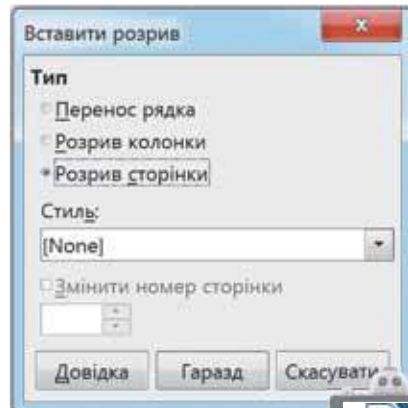 Вставити розрив
Тип
Перенос рядка
Розрив колонки
Розрив сторінки
Стиль:
[None]
Змінити номер сторінки
Довідка Гаразд Скасувати